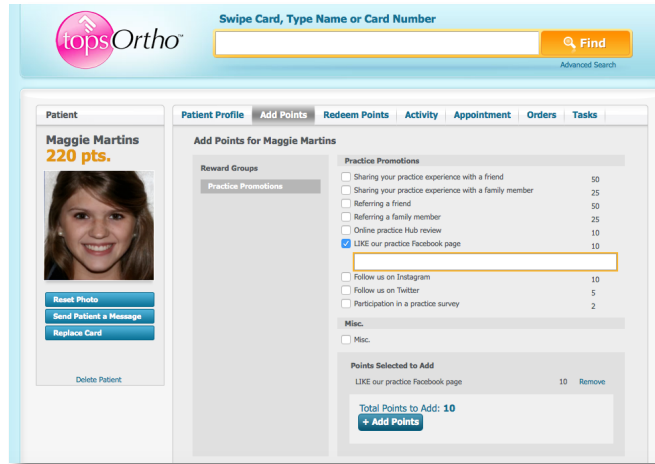 topsOrtho™
Swipe Card, Type Name or Card Number
Find
Advanced Search
Patient
Maggie Martins
220 pts.
Reset Photo
Send Patient a Message
Replace Card
Delete Patient
Patient Profile Add Points Redeem Points Activity Appointment Orders Tasks
Add Points for Maggie Martins
Reward Groups
Practice Promotions
Practice Promotions
Sharing your practice experience with a friend 50
Sharing your practice experience with a family member 25
Referring a friend 50
Referring a family member 25
Online practice Hub review 10
LIKE our practice Facebook page 10
Follow us on Instagram 10
Follow us on Twitter 5
Participation in a practice survey 2
Misc.
Misc.
Points Selected to Add
LIKE our practice Facebook page 10 Remove
Total Points to Add: 10
+ Add Points